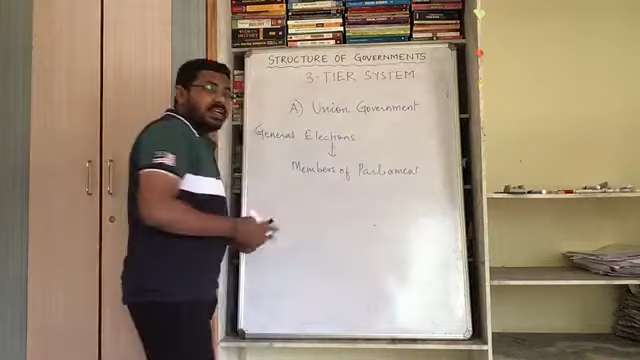 STRUCTURE OF GOVERNMENTS
3-TIER SYSTEM
A) Union Government
General Elections
Members of Parliament